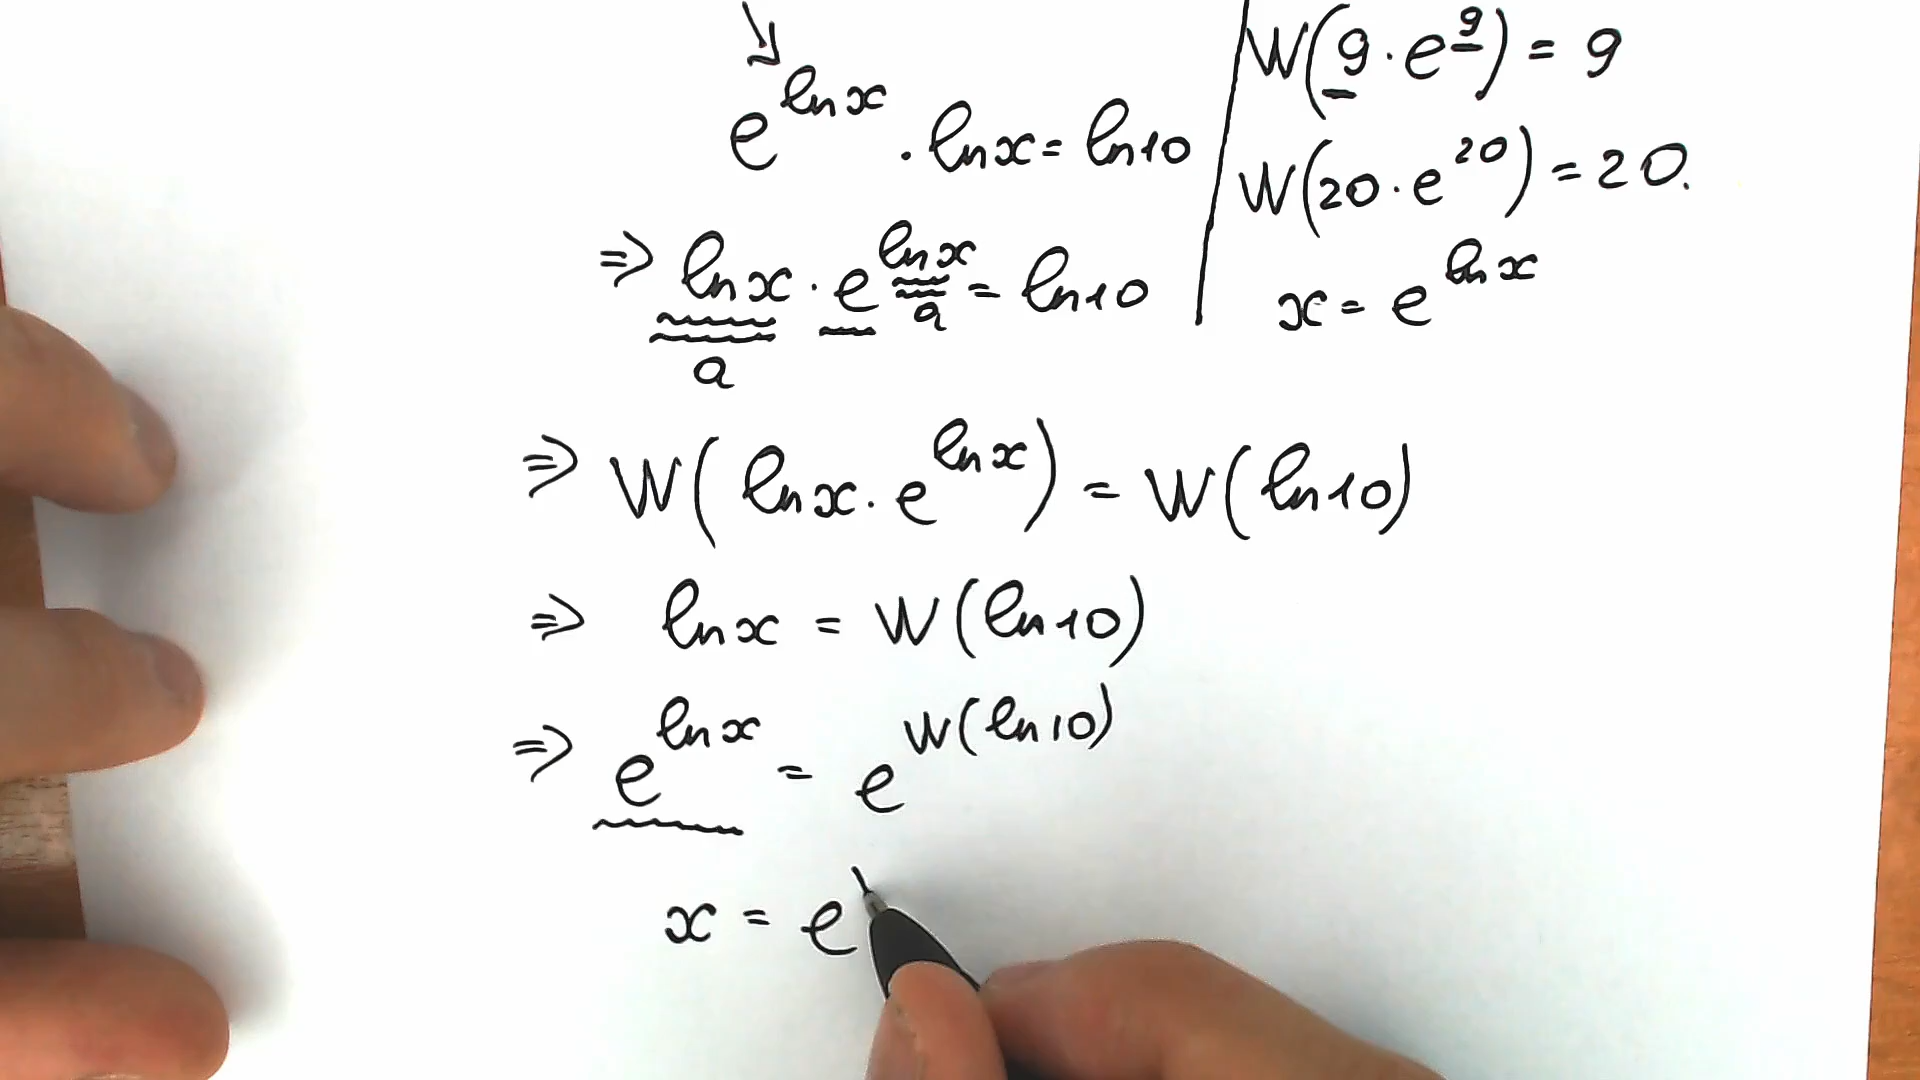 e^{ln x} · ln x = ln 10
⇒ ln x · e^{ln x} = ln 10
a a
⇒ W(ln x · e^{ln x}) = W(ln 10)
⇒ ln x = W(ln 10)
⇒ e^{ln x} = e^{W(ln 10)}
x = e
W(9 · e^9) = 9
W(20 · e^{20}) = 20.
x = e^{ln x}